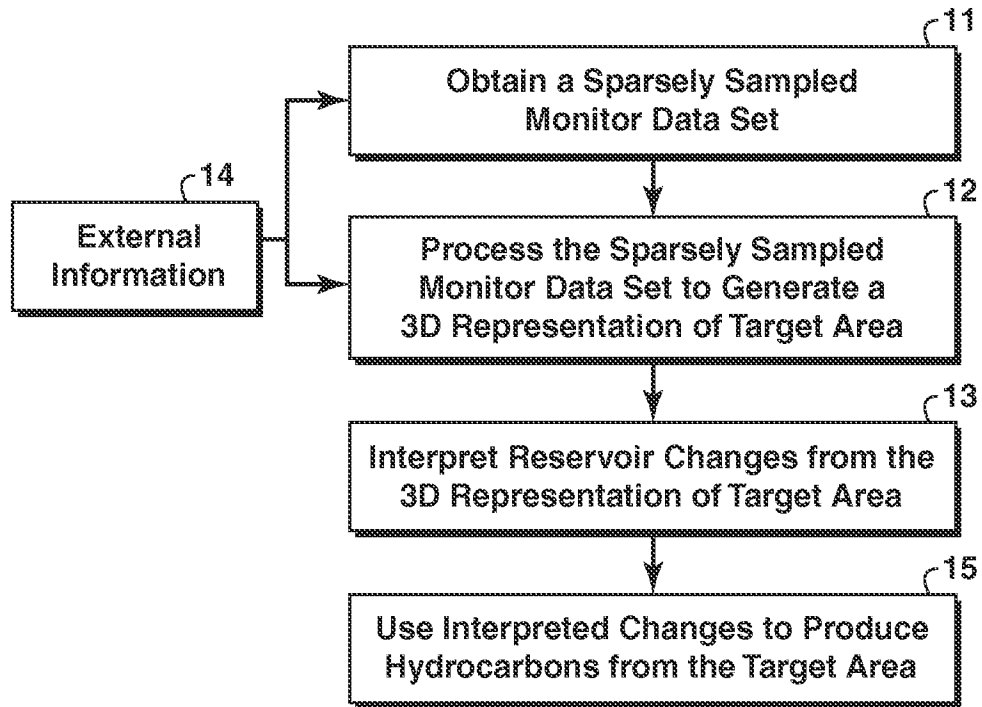 11
Obtain a Sparsely Sampled
Monitor Data Set
14
External
Information
12
Process the Sparsely Sampled
Monitor Data Set to Generate a
3D Representation of Target Area
13
Interpret Reservoir Changes from the
3D Representation of Target Area
15
Use Interpreted Changes to Produce
Hydrocarbons from the Target Area